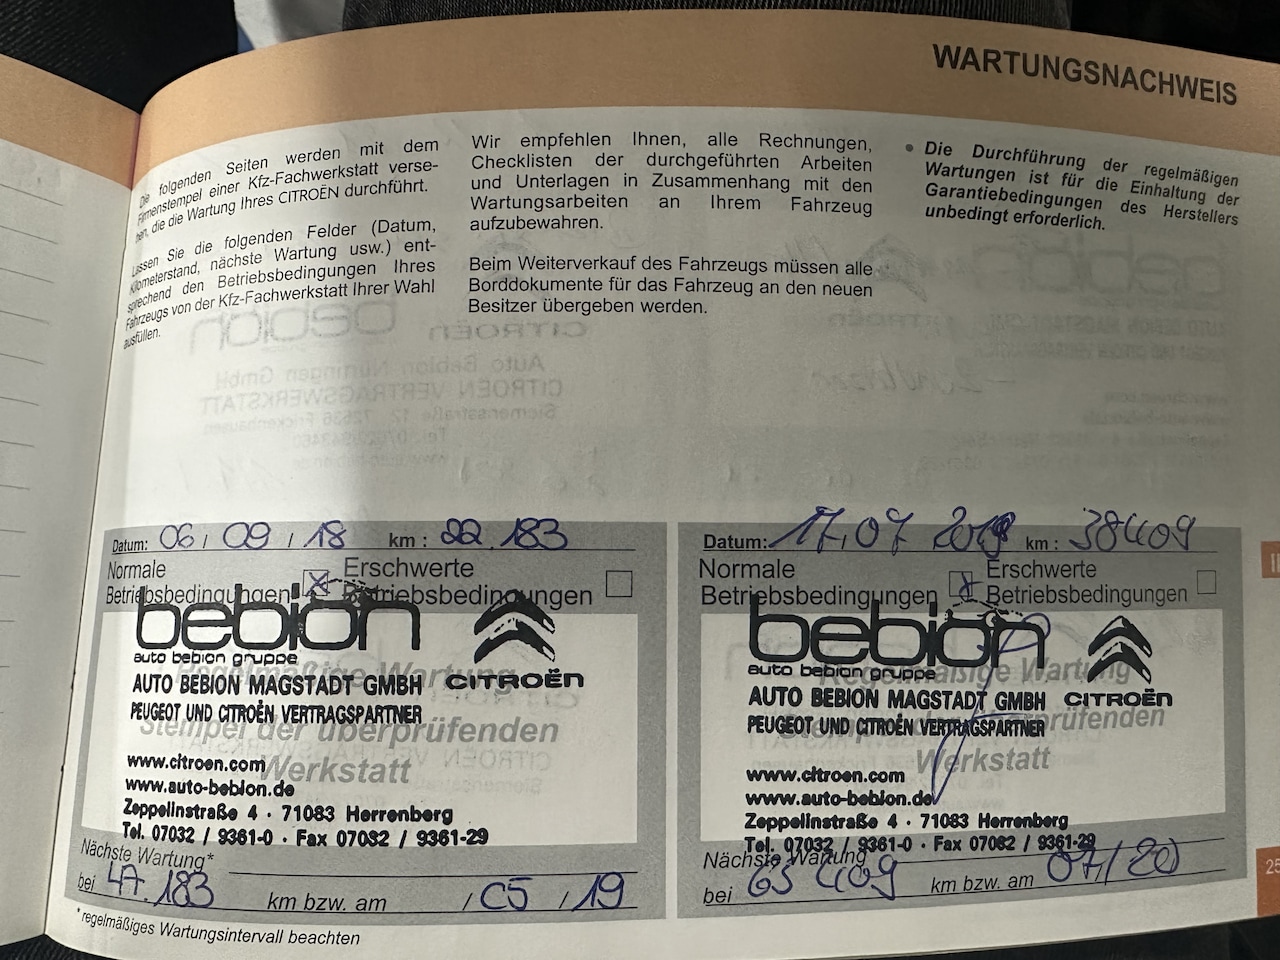 WARTUNGSNACHWEIS
Die folgenden Seiten werden mit dem
Firmenstempel einer Kfz-Fachwerkstatt verse-
hen, die die Wartung Ihres CITROËN durchführt.
Lassen Sie die folgenden Felder (Datum,
Kilometerstand, nächste Wartung usw.) ent-
sprechend den Betriebsbedingungen Ihres
Fahrzeugs von der Kfz-Fachwerkstatt Ihrer Wahl
ausfüllen.
Wir empfehlen Ihnen, alle Rechnungen,
Checklisten der durchgeführten Arbeiten
und Unterlagen in Zusammenhang mit den
Wartungsarbeiten an Ihrem Fahrzeug
aufzubewahren.
Beim Weiterverkauf des Fahrzeugs müssen alle
Borddokumente für das Fahrzeug an den neuen
Besitzer übergeben werden.
• Die Durchführung der regelmäßigen
Wartungen ist für die Einhaltung der
Garantiebedingungen des Herstellers
unbedingt erforderlich.
Datum: 06 / 09 / 18 km : 22.183
Normale Erschwerte
Betriebsbedingungen Betriebsbedingungen
bebion
auto bebion gruppe
Regelmäßige Wartung
AUTO BEBION MAGSTADT GMBH CITROËN
PEUGEOT UND CITROËN VERTRAGSPARTNER
Stempel der überprüfenden
Werkstatt
www.citroen.com
www.auto-bebion.de
Zeppelinstraße 4 · 71083 Herrenberg
Tel. 07032 / 9361-0 · Fax 07032 / 9361-29
Nächste Wartung*
bei 47.183 km bzw. am / 05 / 19
*regelmäßiges Wartungsintervall beachten
Datum: 17.07 2019 km : 38409
Normale Erschwerte
Betriebsbedingungen Betriebsbedingungen
bebion
auto bebion gruppe
Regelmäßige Wartung
AUTO BEBION MAGSTADT GMBH CITROËN
PEUGEOT UND CITROËN VERTRAGSPARTNER
Stempel der überprüfenden
Werkstatt
www.citroen.com
www.auto-bebion.de
Zeppelinstraße 4 · 71083 Herrenberg
Tel. 07032 / 9361-0 · Fax 07032 / 9361-29
Nächste Wartung
bei 63409 km bzw. am 07/20